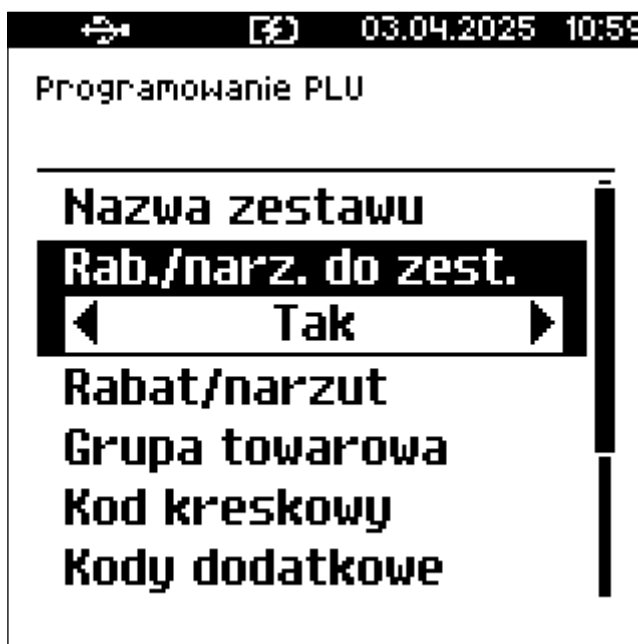 03.04.2025 10:59
Programowanie PLU
Nazwa zestawu
Rab./narz. do zest.
Tak
Rabat/narzut
Grupa towarowa
Kod kreskowy
Kody dodatkowe